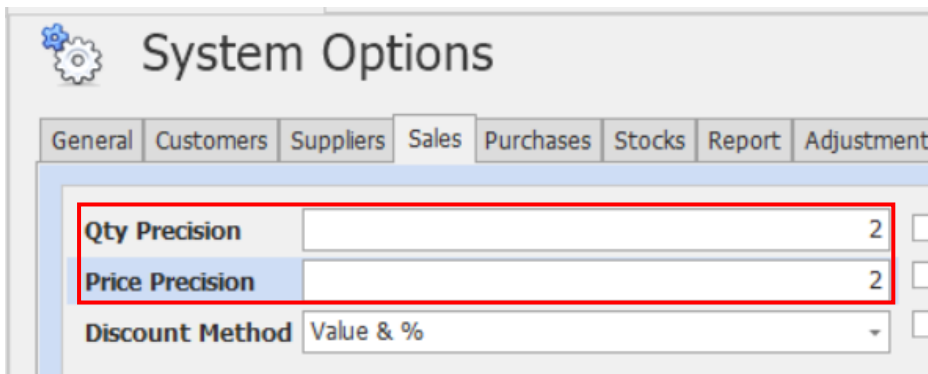 System Options
General Customers Suppliers Sales Purchases Stocks Report Adjustment
Qty Precision 2
Price Precision 2
Discount Method Value & %